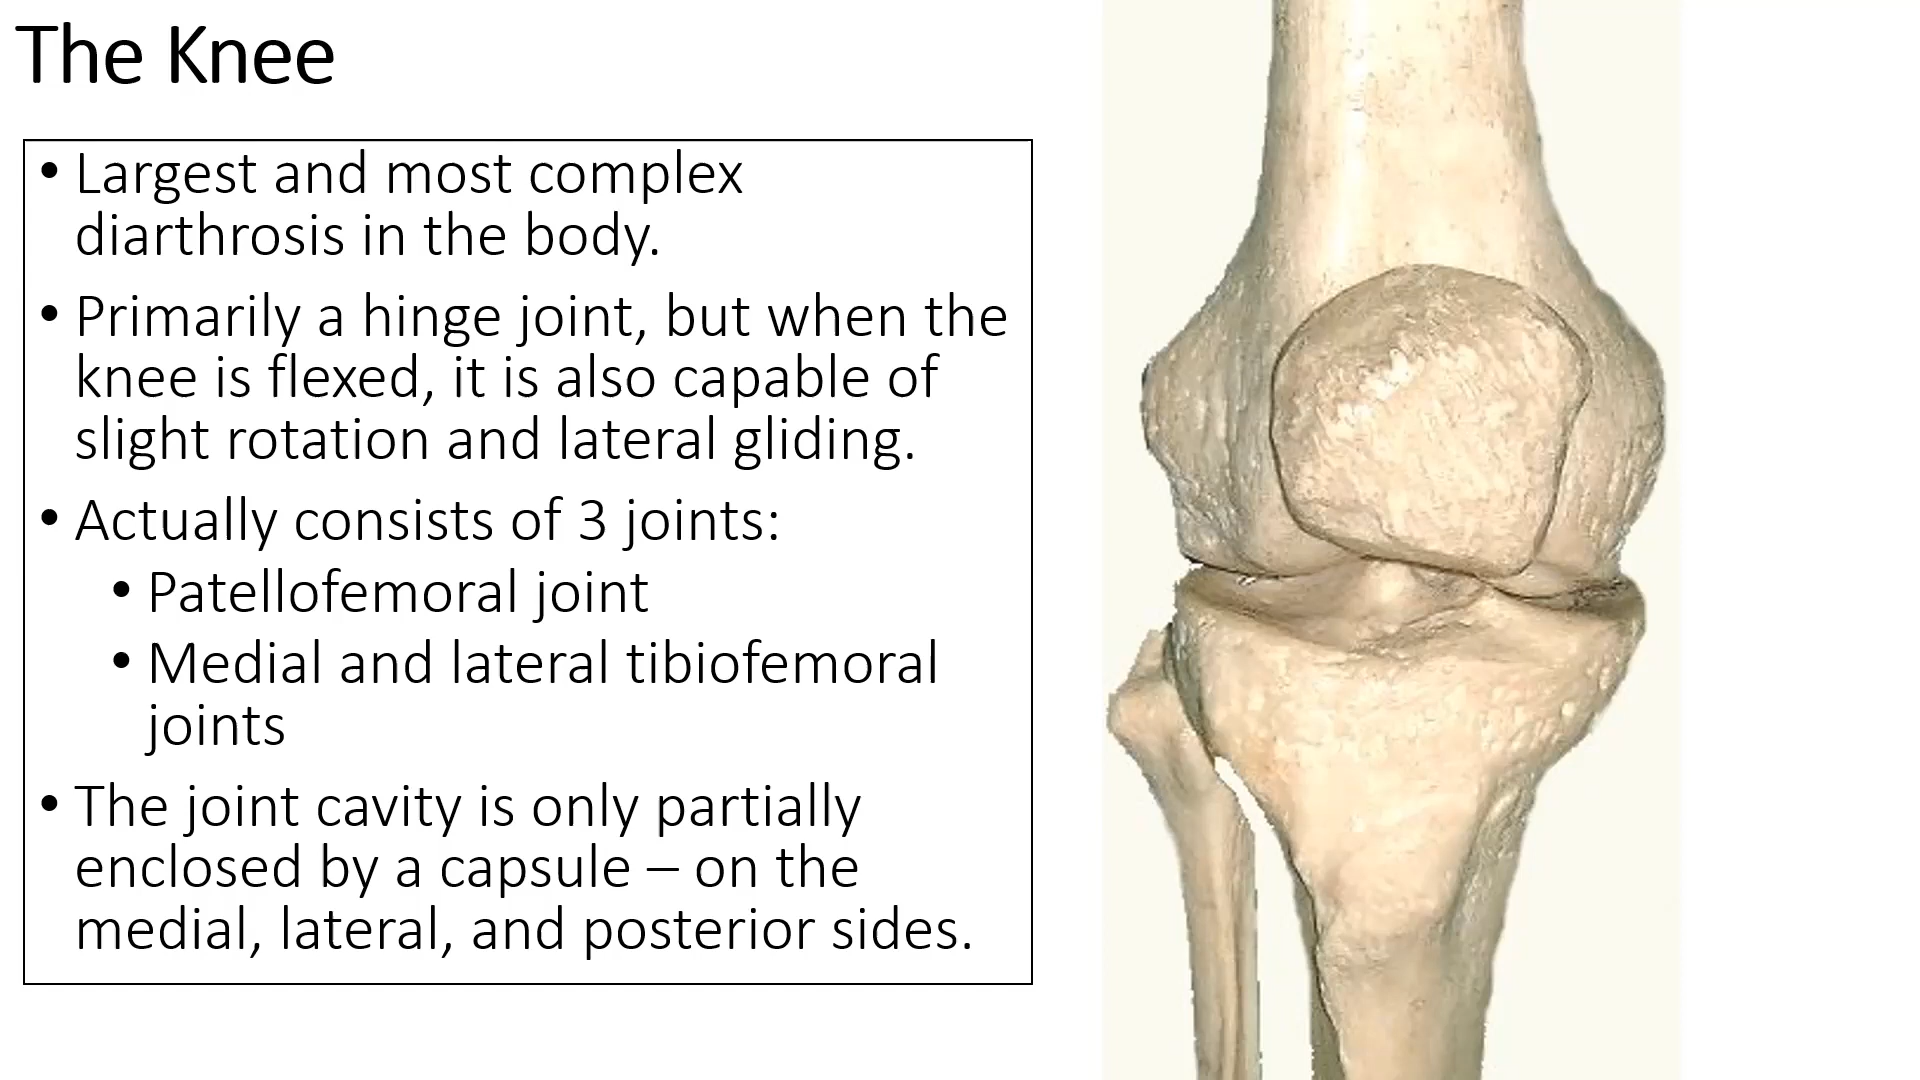 The Knee
• Largest and most complex
diarthrosis in the body.
• Primarily a hinge joint, but when the
knee is flexed, it is also capable of
slight rotation and lateral gliding.
• Actually consists of 3 joints:
• Patellofemoral joint
• Medial and lateral tibiofemoral
joints
• The joint cavity is only partially
enclosed by a capsule – on the
medial, lateral, and posterior sides.